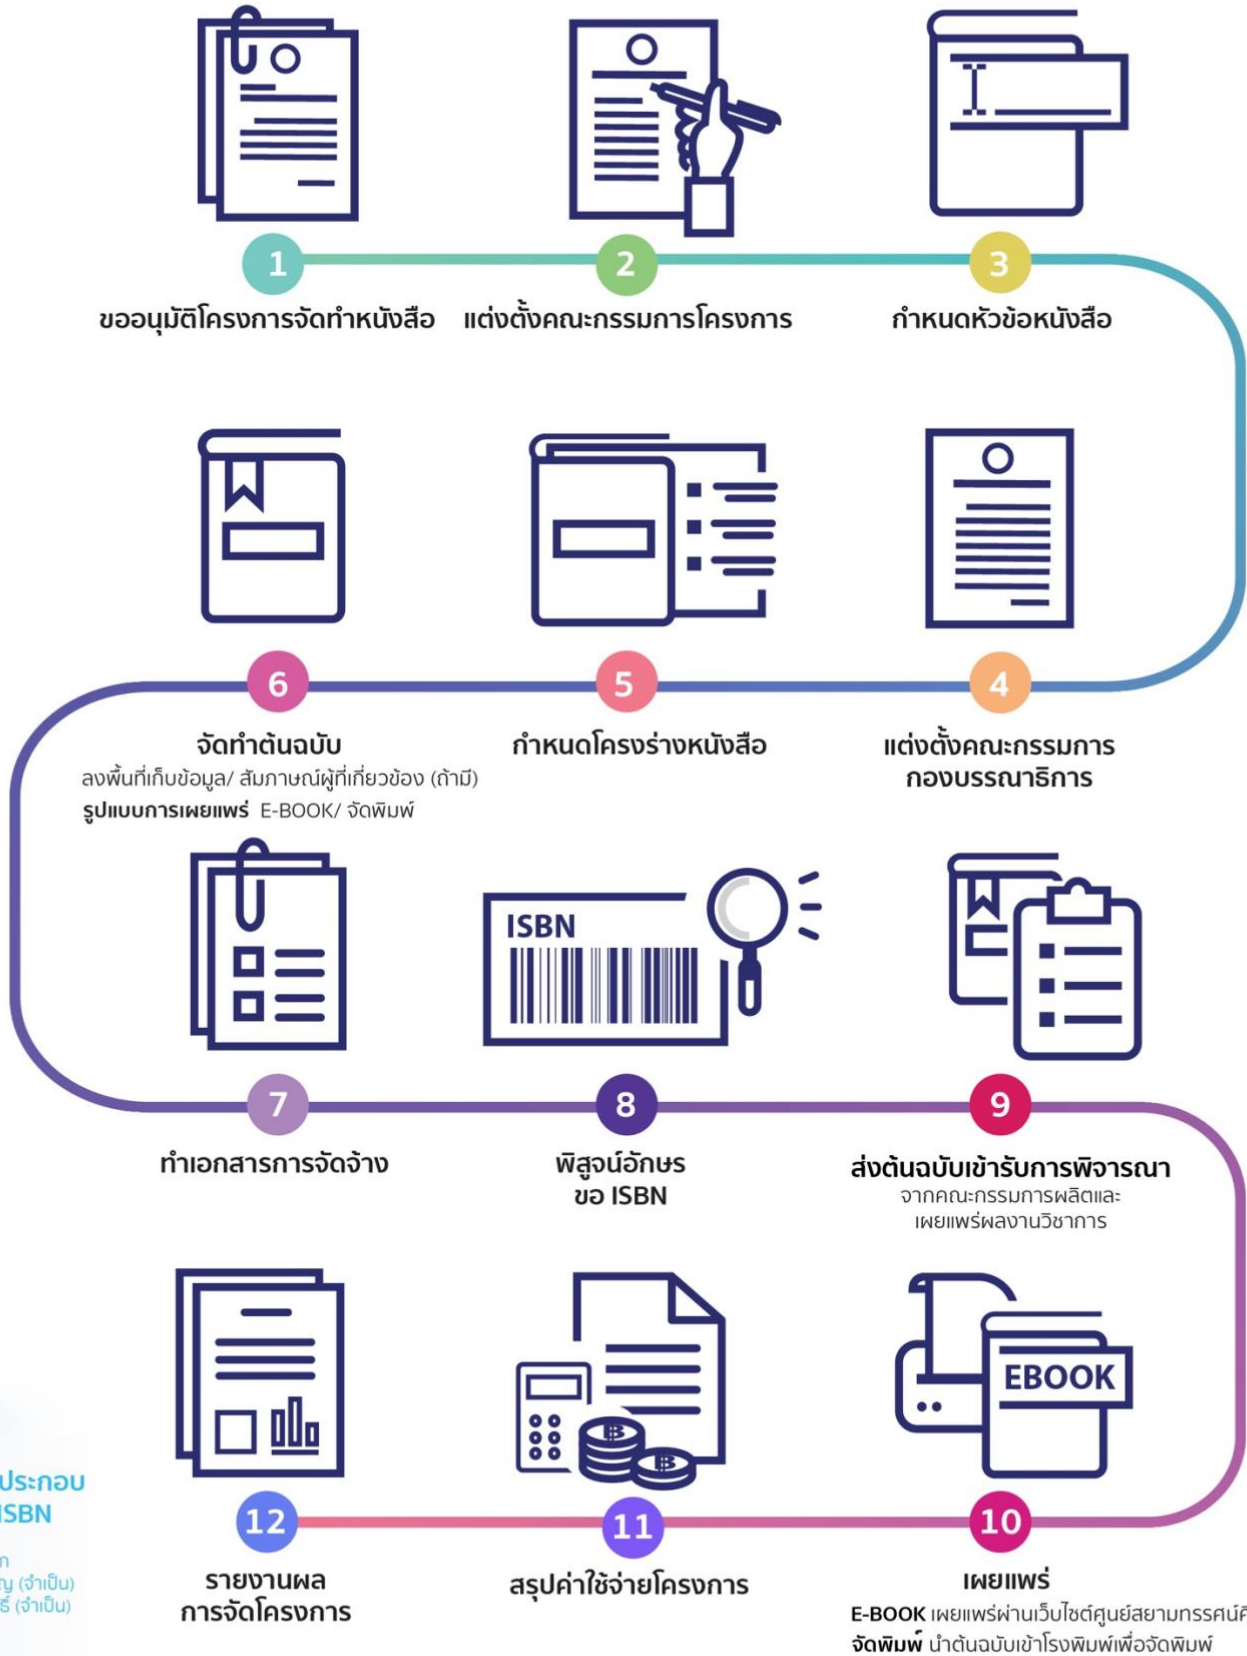 1
2
3
ขออนุมัติโครงการจัดทำหนังสือ
แต่งตั้งคณะกรรมการโครงการ
กำหนดหัวข้อหนังสือ
6
5
4
จัดทำต้นฉบับ
ลงพื้นที่เก็บข้อมูล/ สัมภาษณ์ผู้ที่เกี่ยวข้อง (ถ้ามี)
รูปแบบการเผยแพร่ E-BOOK/ จัดพิมพ์
กำหนดโครงร่างหนังสือ
แต่งตั้งคณะกรรมการ
กองบรรณาธิการ
ISBN
7
8
9
ทำเอกสารการจัดจ้าง
พิสูจน์อักษร
ขอ ISBN
ส่งต้นฉบับเข้ารับการพิจารณา
จากคณะกรรมการผลิตและ
เผยแพร่ผลงานวิชาการ
EBOOK
12
11
10
รายงานผล
การจัดโครงการ
สรุปค่าใช้จ่ายโครงการ
เผยแพร่
E-BOOK เผยแพร่ผ่านเว็บไซต์ศูนย์สยามทรรศน์
จัดพิมพ์ นำต้นฉบับเข้าโรงพิมพ์เพื่อจัดพิมพ์
ประกอบ
ISBN
(จำเป็น)
(จำเป็น)